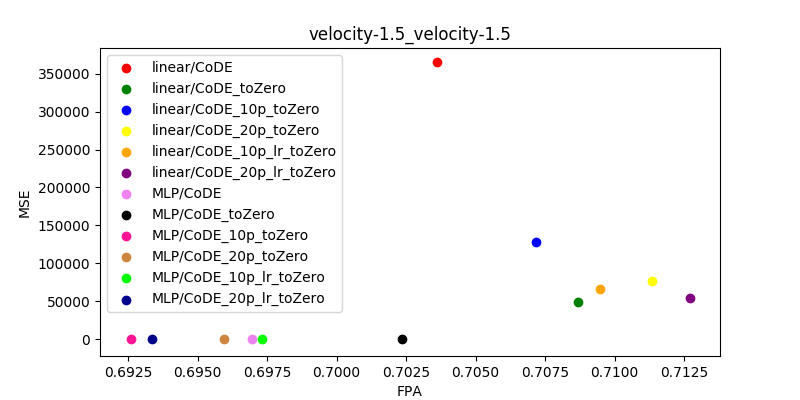 velocity-1.5_velocity-1.5
MSE
350000
300000
250000
200000
150000
100000
50000
0
linear/CoDE
linear/CoDE_toZero
linear/CoDE_10p_toZero
linear/CoDE_20p_toZero
linear/CoDE_10p_lr_toZero
linear/CoDE_20p_lr_toZero
MLP/CoDE
MLP/CoDE_toZero
MLP/CoDE_10p_toZero
MLP/CoDE_20p_toZero
MLP/CoDE_10p_lr_toZero
MLP/CoDE_20p_lr_toZero
0.6925 0.6950 0.6975 0.7000 0.7025 0.7050 0.7075 0.7100 0.7125
FPA